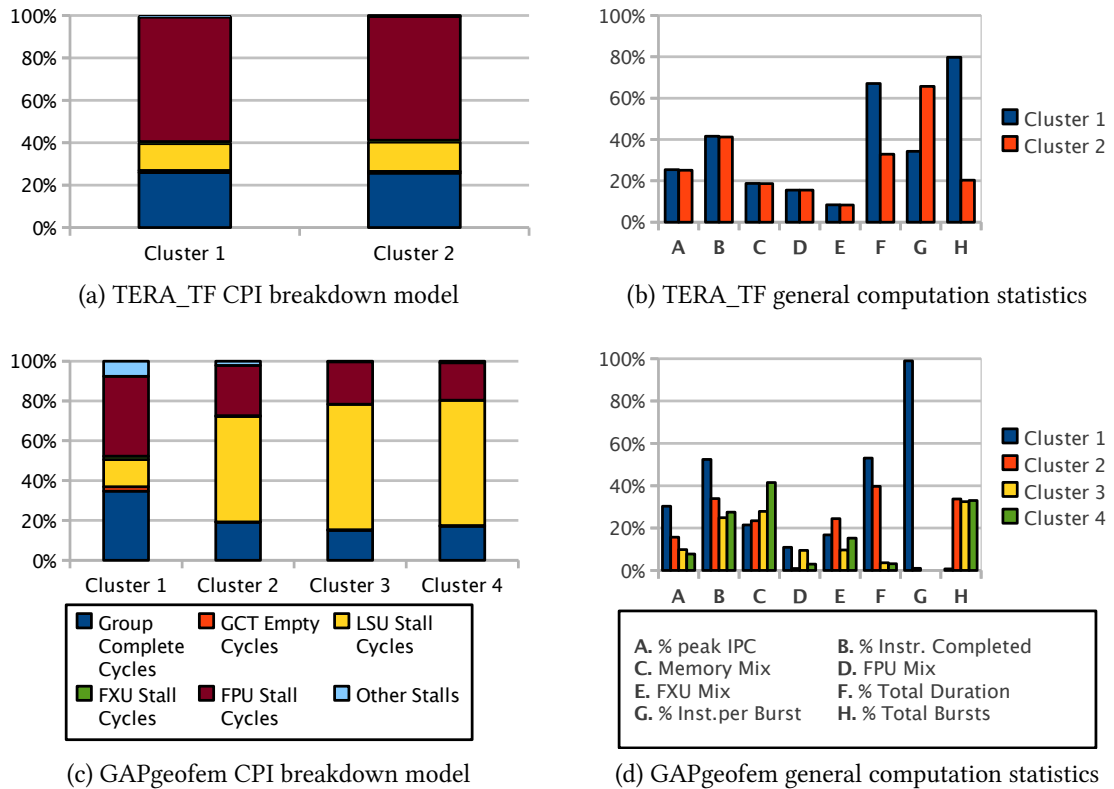 100%
80%
60%
40%
20%
0%
Cluster 1
Cluster 2
(a) TERA_TF CPI breakdown model
100%
80%
60%
40%
20%
0%
A B C D E F G H
Cluster 1
Cluster 2
(b) TERA_TF general computation statistics
100%
80%
60%
40%
20%
0%
Cluster 1
Cluster 2
Cluster 3
Cluster 4
Group
Complete
Cycles
GCT Empty
Cycles
LSU Stall
Cycles
FXU Stall
Cycles
FPU Stall
Cycles
Other Stalls
(c) GAPgeofem CPI breakdown model
100%
80%
60%
40%
20%
0%
A B C D E F G H
Cluster 1
Cluster 2
Cluster 3
Cluster 4
A. % peak IPC
B. % Instr. Completed
C. Memory Mix
D. FPU Mix
E. FXU Mix
F. % Total Duration
G. % Inst.per Burst
H. % Total Bursts
(d) GAPgeofem general computation statistics